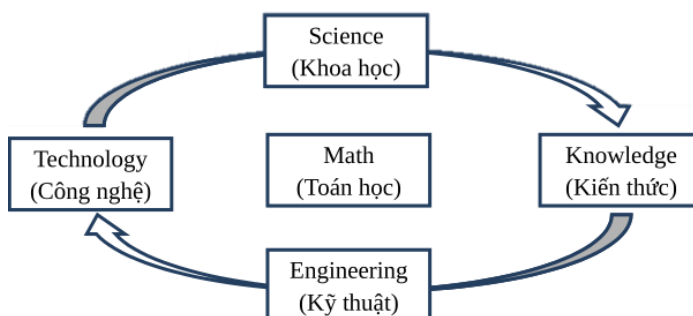 Science
(Khoa học)
Technology
(Công nghệ)
Math
(Toán học)
Knowledge
(Kiến thức)
Engineering
(Kỹ thuật)